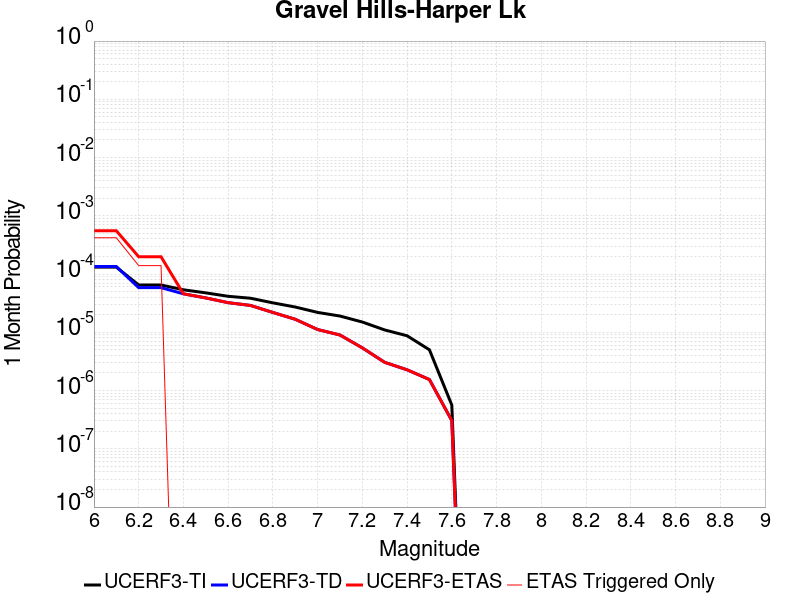 Gravel Hills-Harper Lk
10^0
10^-1
10^-2
10^-3
10^-4
10^-5
10^-6
10^-7
10^-8
1 Month Probability
6 6.2 6.4 6.6 6.8 7 7.2 7.4 7.6 7.8 8 8.2 8.4 8.6 8.8 9
Magnitude
UCERF3-TI UCERF3-TD UCERF3-ETAS ETAS Triggered Only